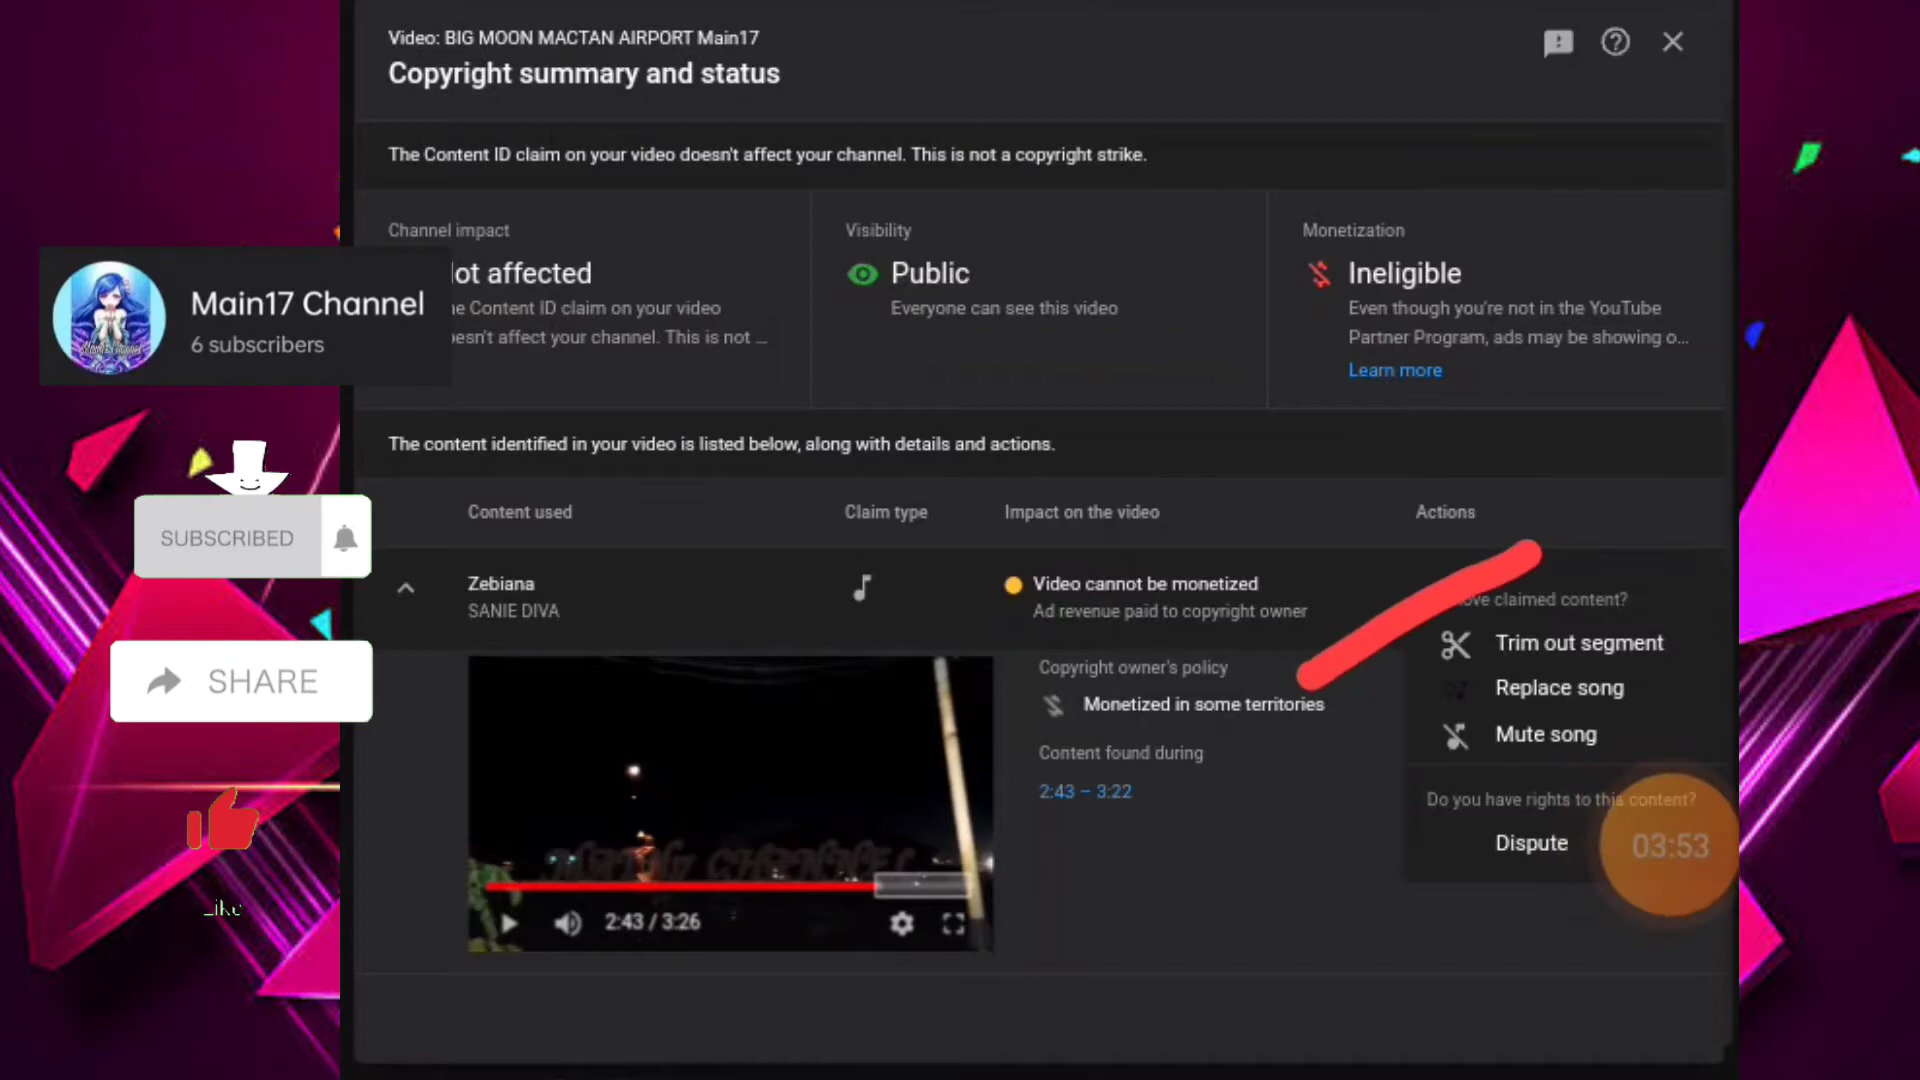 Video: BIG MOON MACTAN AIRPORT Main17
Copyright summary and status
The Content ID claim on your video doesn't affect your channel. This is not a copyright strike.
Channel impact
ot affected
e Content ID claim on your video
esn't affect your channel. This is not ...
Visibility
Public
Everyone can see this video
Monetization
Ineligible
Even though you're not in the YouTube
Partner Program, ads may be showing o...
Learn more
Main17 Channel
6 subscribers
The content identified in your video is listed below, along with details and actions.
Content used
Claim type
Impact on the video
Actions
SUBSCRIBED
Zebiana
SANIE DIVA
Video cannot be monetized
Ad revenue paid to copyright owner
ove claimed content?
Trim out segment
Replace song
Mute song
Copyright owner's policy
Monetized in some territories
Content found during
2:43 – 3:22
SHARE
Do you have rights to this content?
Dispute
03:53
MAIN17 CHANNEL
2:43 / 3:26
Like